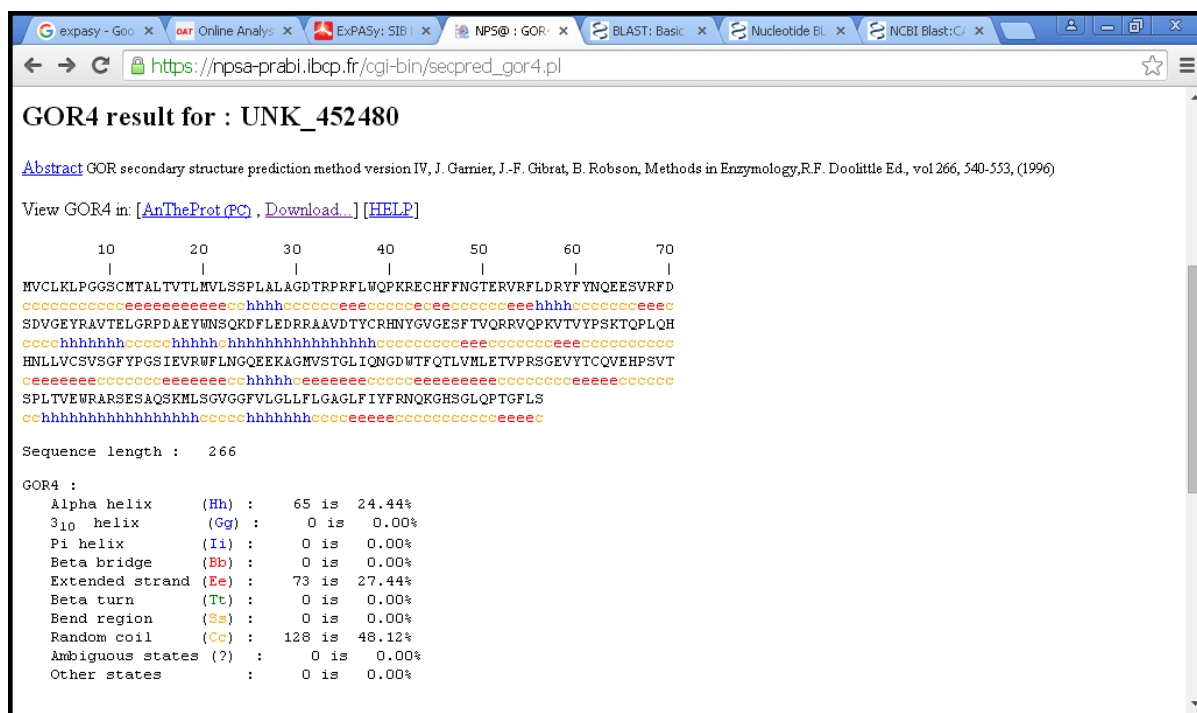 expasy - Goo
DAT Online Analys
ExPASy: SIB
NPS@ : GOR
BLAST: Basic
Nucleotide BL
NCBI Blast:C
https://npsa-prabi.ibcp.fr/cgi-bin/secpred_gor4.pl
GOR4 result for : UNK_452480
Abstract GOR secondary structure prediction method version IV, J. Garnier, J.-F. Gibrat, B. Robson, Methods in Enzymology,R.F. Doolittle Ed., vol 266, 540-553, (1996)
View GOR4 in: [AnTheProt (PC) , Download...] [HELP]
10 20 30 40 50 60 70
| | | | | | |
MVCLKLPGGSCMTALTVTLMVLSSPLALAGDTRPRFLWQPKRECHFFNGTERVRFLDRYFYNQEESVRFD
ccccccccccceeeeeeeeeeecchhhhcccccceeecccccececcccccceeehhhhccccccceeec
SDVGEYRAVTELGRPDAEYWNSQKDFLEDRRAAVDTYCRHNYGVGESFTVQRRVQPKVTVYPSKTQPLQH
cccchhhhhhhccccchhhhhchhhhhhhhhhhhhhhhhccccccccceeeccccccceeecccccccccc
HNLLVCSVSGFYPGSIEVRWFLNGQEEKAGMVSTGLIQNGDWTFQTLVMLETVPRSGEVYTCQVEHPSVT
ceeeeeeeccccccceeeeeeecchhhhhceeeeeeeccccceeeeeeeeecccccccceeeeecccccc
SPLTVEWRARSESAQSKMLSGVGGFVLGLLFLGAGLFIYFRNQKGHSGLQPTGFLS
cchhhhhhhhhhhhhhhhhccccchhhhhhhcccceeeeeccccccccccceeeec
Sequence length : 266
GOR4 :
Alpha helix (Hh) : 65 is 24.44%
3₁₀ helix (Gg) : 0 is 0.00%
Pi helix (Ii) : 0 is 0.00%
Beta bridge (Bb) : 0 is 0.00%
Extended strand (Ee) : 73 is 27.44%
Beta turn (Tt) : 0 is 0.00%
Bend region (Ss) : 0 is 0.00%
Random coil (Cc) : 128 is 48.12%
Ambiguous states (?) : 0 is 0.00%
Other states : 0 is 0.00%